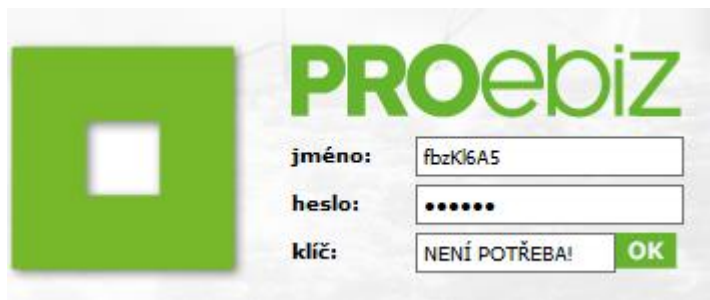 PROebiz
jméno: fbzKl6A5
heslo: ••••••
klíč: NENÍ POTŘEBA! OK